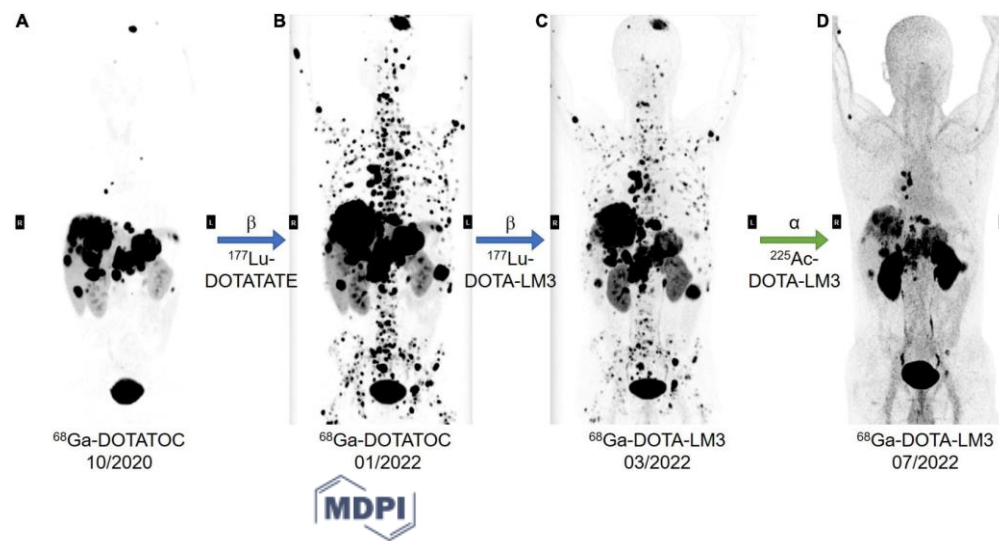 A
B
C
D
R
L
R
L
R
L
R
β
¹⁷⁷Lu-
DOTATATE
β
¹⁷⁷Lu-
DOTA-LM3
α
²²⁵Ac-
DOTA-LM3
⁶⁸Ga-DOTATOC
10/2020
⁶⁸Ga-DOTATOC
01/2022
⁶⁸Ga-DOTA-LM3
03/2022
⁶⁸Ga-DOTA-LM3
07/2022
MDPI